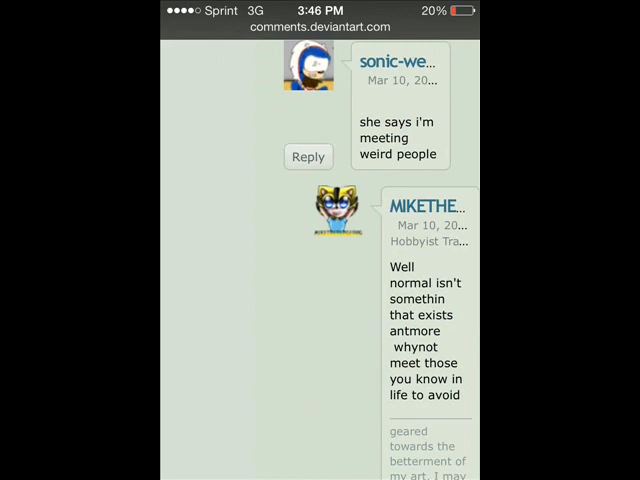 Sprint 3G 3:46 PM 20%
comments.deviantart.com
sonic-we...
Mar 10, 20...
she says i'm
meeting
weird people
Reply
MIKETHE...
Mar 10, 20...
Hobbyist Tra...
Well
normal isn't
somethin
that exists
antmore
whynot
meet those
you know in
life to avoid
geared
towards the
betterment of
my art. I may